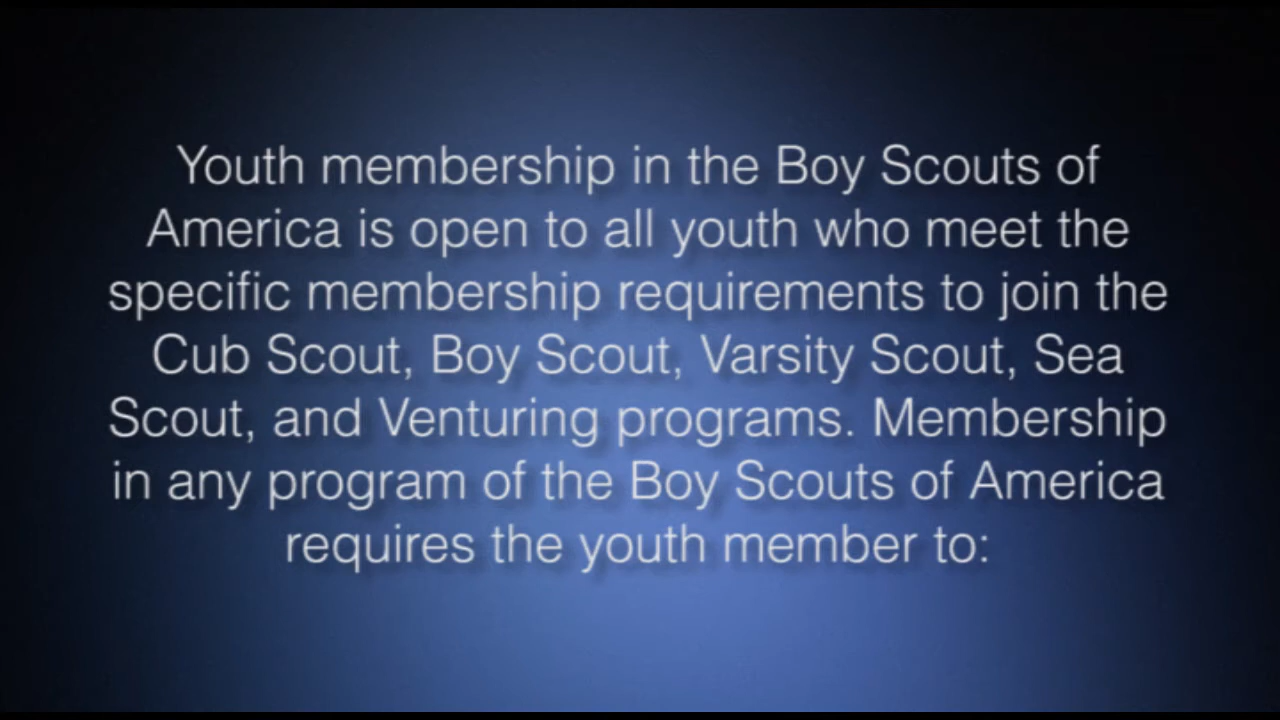 Youth membership in the Boy Scouts of
America is open to all youth who meet the
specific membership requirements to join the
Cub Scout, Boy Scout, Varsity Scout, Sea
Scout, and Venturing programs. Membership
in any program of the Boy Scouts of America
requires the youth member to: